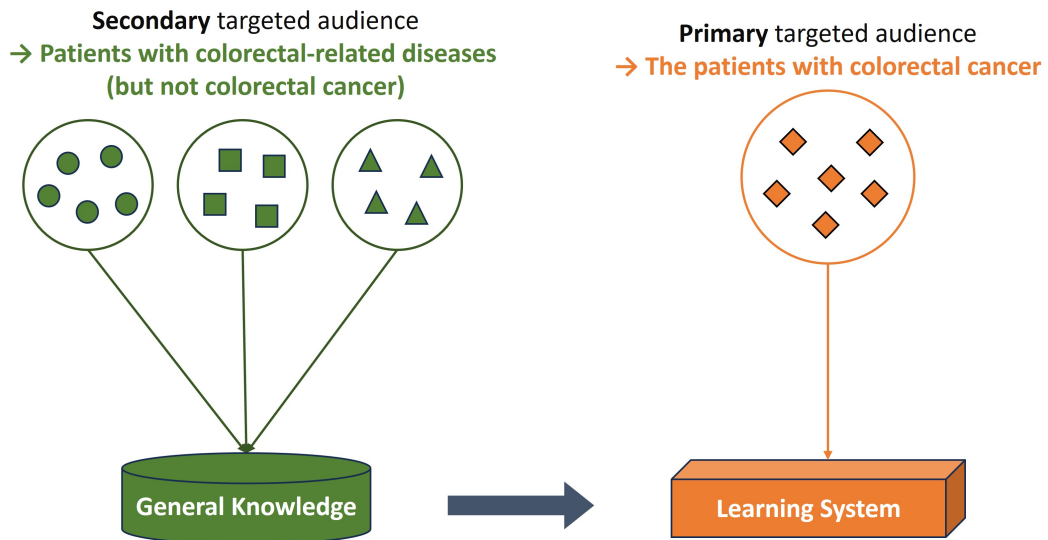 Secondary targeted audience
→ Patients with colorectal-related diseases
(but not colorectal cancer)
Primary targeted audience
→ The patients with colorectal cancer
General Knowledge
Learning System